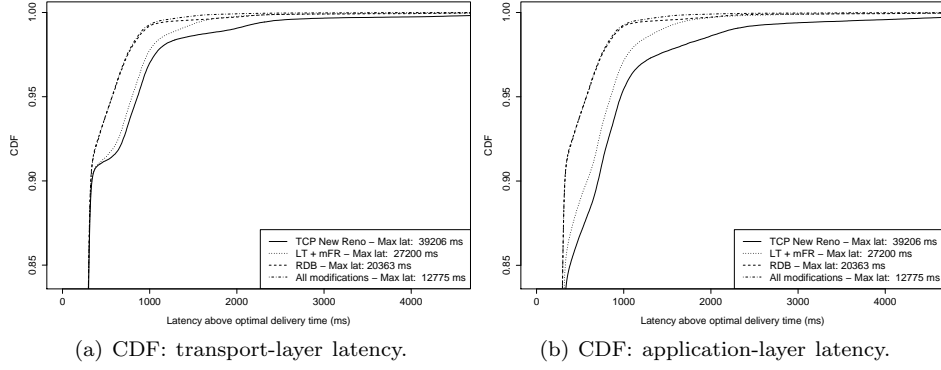 1.00
0.95
0.90
0.85
CDF
TCP New Reno – Max lat: 39206 ms
LT + mFR – Max lat: 27200 ms
RDB – Max lat: 20363 ms
All modifications – Max lat: 12775 ms
0 1000 2000 3000 4000
Latency above optimal delivery time (ms)
(a) CDF: transport-layer latency.
1.00
0.95
0.90
0.85
CDF
TCP New Reno – Max lat: 39206 ms
LT + mFR – Max lat: 27200 ms
RDB – Max lat: 20363 ms
All modifications – Max lat: 12775 ms
0 1000 2000 3000 4000
Latency above optimal delivery time (ms)
(b) CDF: application-layer latency.